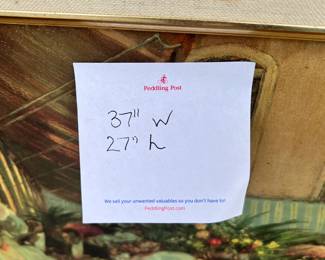 Peddling Post
37" W
27" h
We sell your unwanted valuables so you don't have to!
PeddlingPost.com